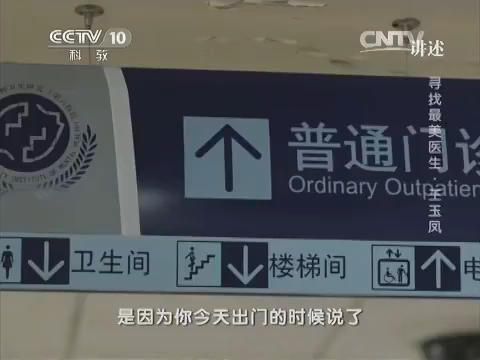 CCTV 10
科教
CNTV 讲述
寻找最美医生 王玉凤
普通门诊
Ordinary Outpatien
卫生间
楼梯间
电
是因为你今天出门的时候说了